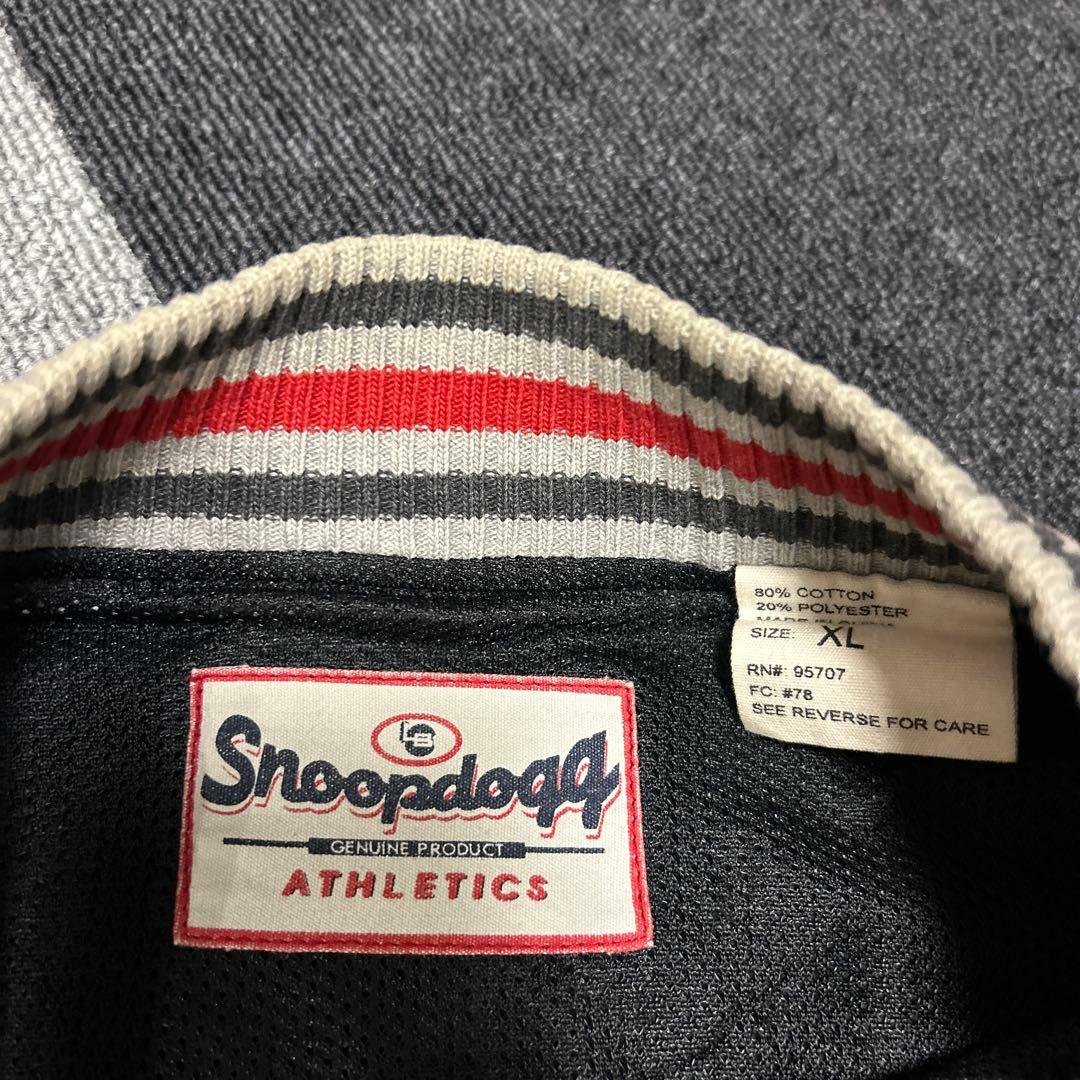 Snoopdogg
GENUINE PRODUCT
ATHLETICS
80% COTTON
20% POLYESTER
SIZE: XL
RN#: 95707
FC: #78
SEE REVERSE FOR CARE